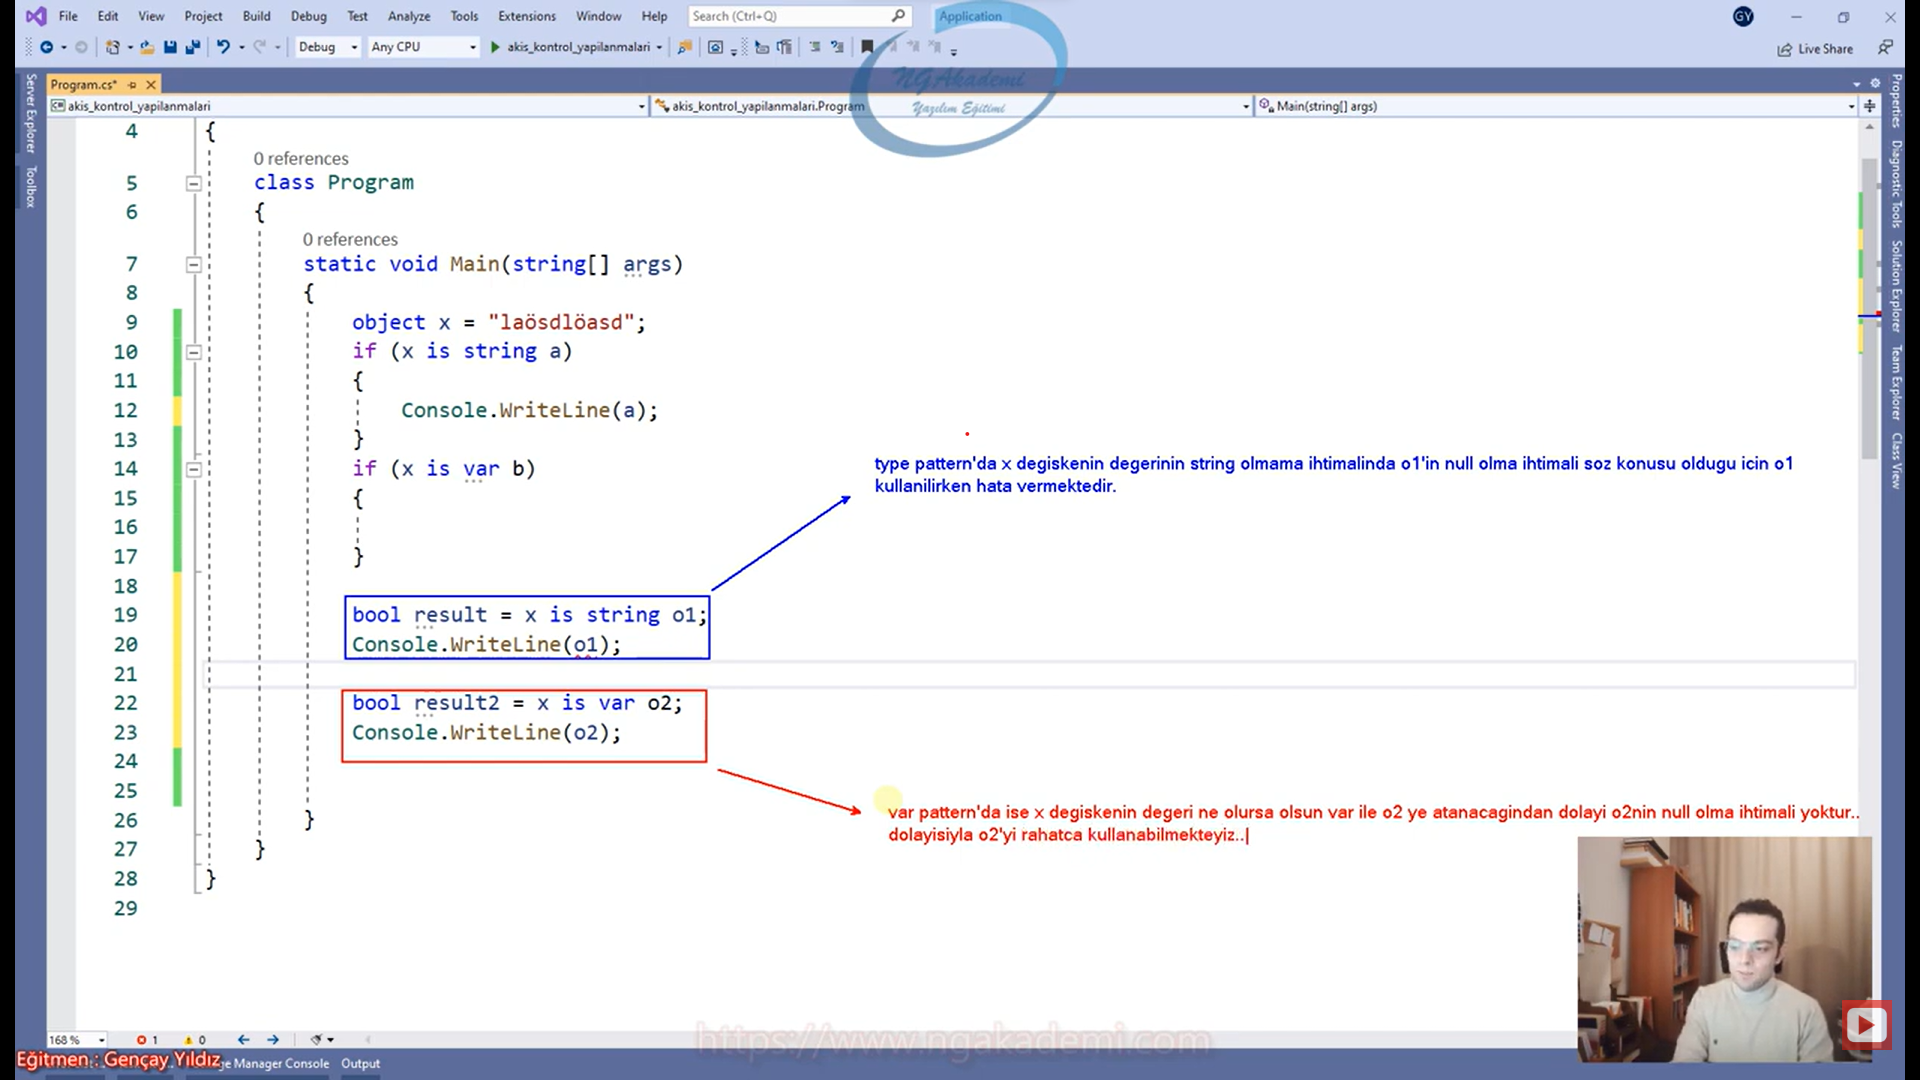 File Edit View Project Build Debug Test Analyze Tools Extensions Window Help Search (Ctrl+Q) Application GY
Debug Any CPU akis_kontrol_yapilanmalari Live Share
NGAkademi
Yazılım Eğitimi
Program.cs*
akis_kontrol_yapilanmalari akis_kontrol_yapilanmalari.Program Main(string[] args)
Server Explorer
Toolbox
Properties
Diagnostic Tools
Solution Explorer
Team Explorer
Class View
4 {
0 references
5 class Program
6 {
0 references
7 static void Main(string[] args)
8 {
9 object x = "laösdlöasd";
10 if (x is string a)
11 {
12 Console.WriteLine(a);
13 }
14 if (x is var b)
15 {
16
17 }
18
19 bool result = x is string o1;
20 Console.WriteLine(o1);
21
22 bool result2 = x is var o2;
23 Console.WriteLine(o2);
24
25
26 }
27 }
28 }
29
type pattern'da x degiskenin degerinin string olmama ihtimalinda o1'in null olma ihtimali soz konusu oldugu icin o1
kullanilirken hata vermektedir.
var pattern'da ise x degiskenin degeri ne olursa olsun var ile o2 ye atanacagindan dolayi o2nin null olma ihtimali yoktur..
dolayisiyla o2'yi rahatca kullanabilmekteyiz..
168 % 1 0
https://www.ngakademi.com
Eğitmen : Gençay Yıldız
Manager Console Output